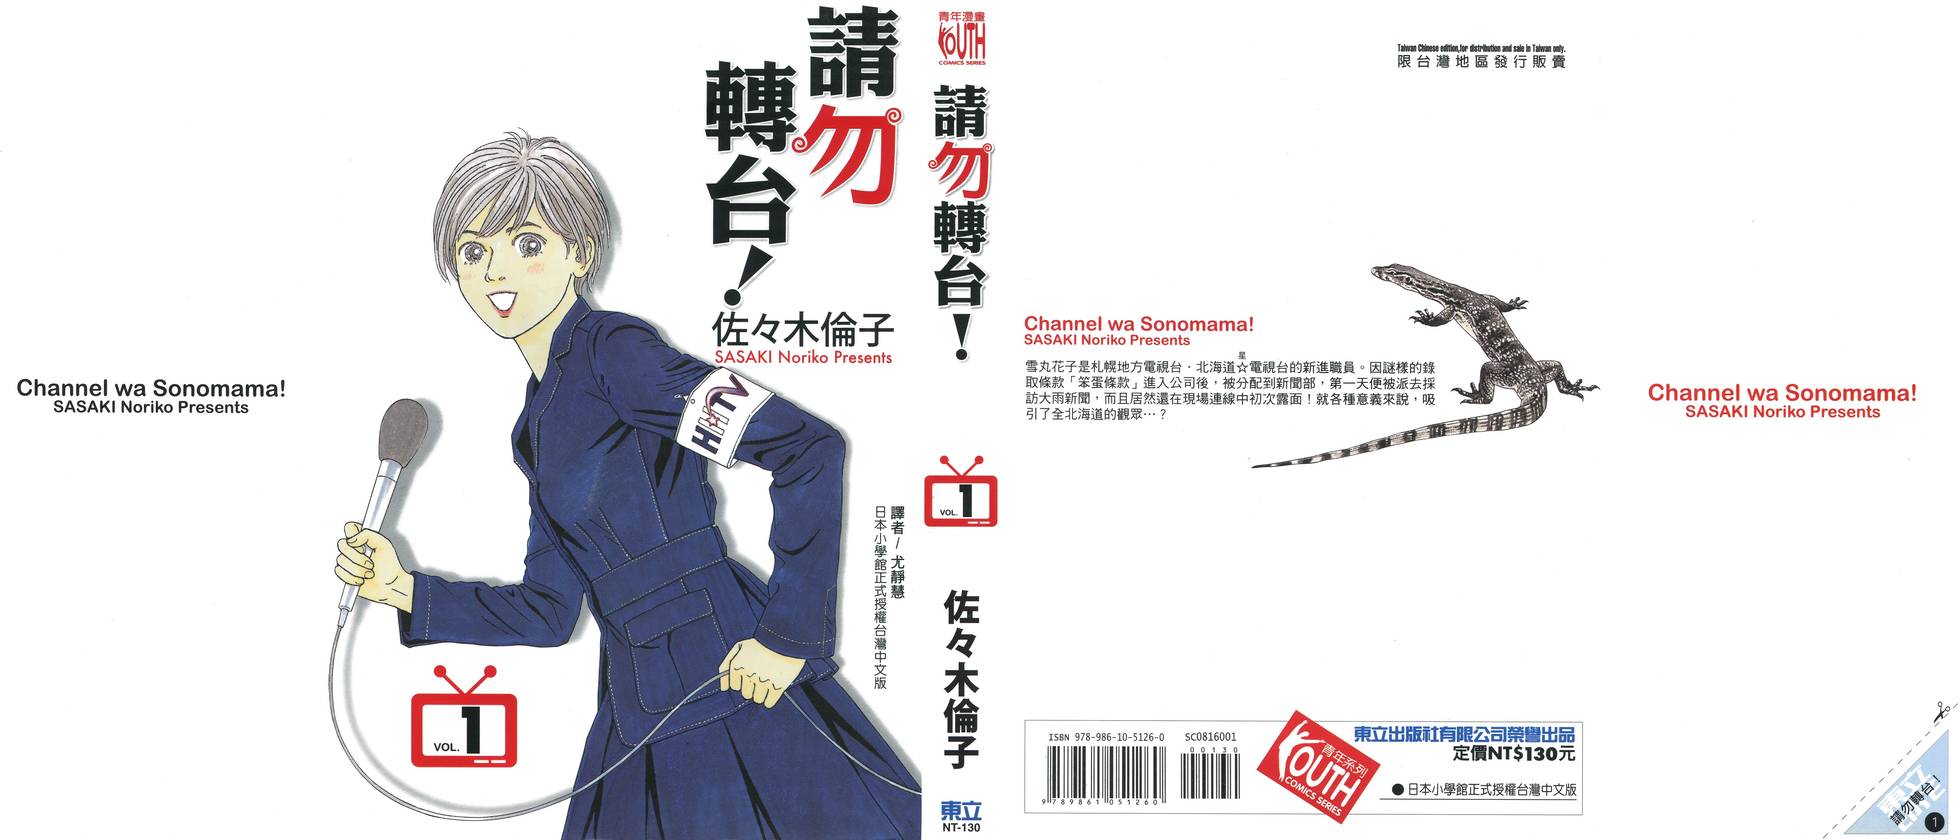 Channel wa Sonomama!
SASAKI Noriko Presents
請勿
轉台!
佐々木倫子
SASAKI Noriko Presents
HHTV
譯者/尤靜慧
日本小學館正式授權台灣中文版
VOL. 1
青年漫畫
YOUTH
COMICS SERIES
請勿轉台!
VOL. 1
佐々木倫子
東立
NT-130
Taiwan Chinese edition,for distribution and sale in Taiwan only.
限台灣地區發行販賣
Channel wa Sonomama!
SASAKI Noriko Presents
星
雪丸花子是札幌地方電視台・北海道☆電視台的新進職員。因謎樣的錄
取條款「笨蛋條款」進入公司後，被分配到新聞部，第一天便被派去採
訪大雨新聞，而且居然還在現場連線中初次露面！就各種意義來說，吸
引了全北海道的觀眾…？
ISBN 978-986-10-5126-0
SC0816001
00130
9 789861 051260
青年系列
YOUTH
COMICS SERIES
東立出版社有限公司榮譽出品
定價NT$130元
●日本小學館正式授權台灣中文版
Channel wa Sonomama!
SASAKI Noriko Presents
東立
請勿轉台!
1